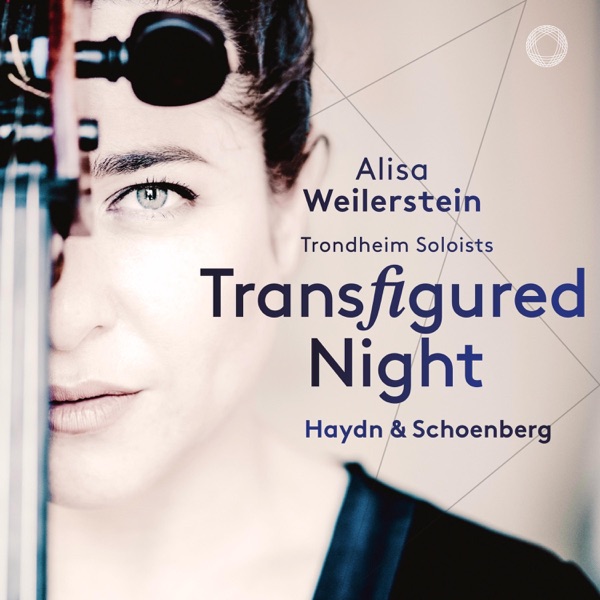 Alisa
Weilerstein
Trondheim Soloists
Transfigured
Night
Haydn & Schoenberg